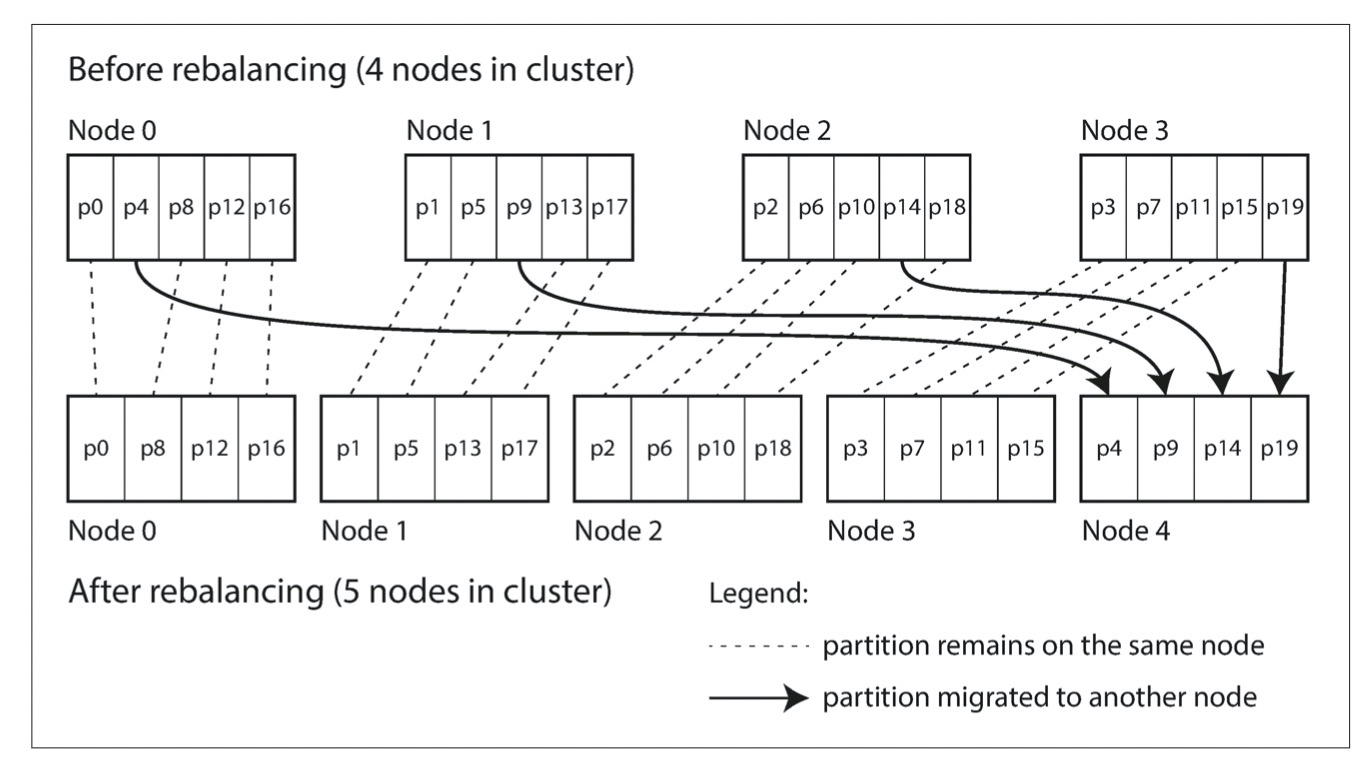 Before rebalancing (4 nodes in cluster)
Node 0 Node 1 Node 2 Node 3
p0 p4 p8 p12 p16 p1 p5 p9 p13 p17 p2 p6 p10 p14 p18 p3 p7 p11 p15 p19
p0 p8 p12 p16 p1 p5 p13 p17 p2 p6 p10 p18 p3 p7 p11 p15 p4 p9 p14 p19
Node 0 Node 1 Node 2 Node 3 Node 4
After rebalancing (5 nodes in cluster)
Legend:
partition remains on the same node
partition migrated to another node